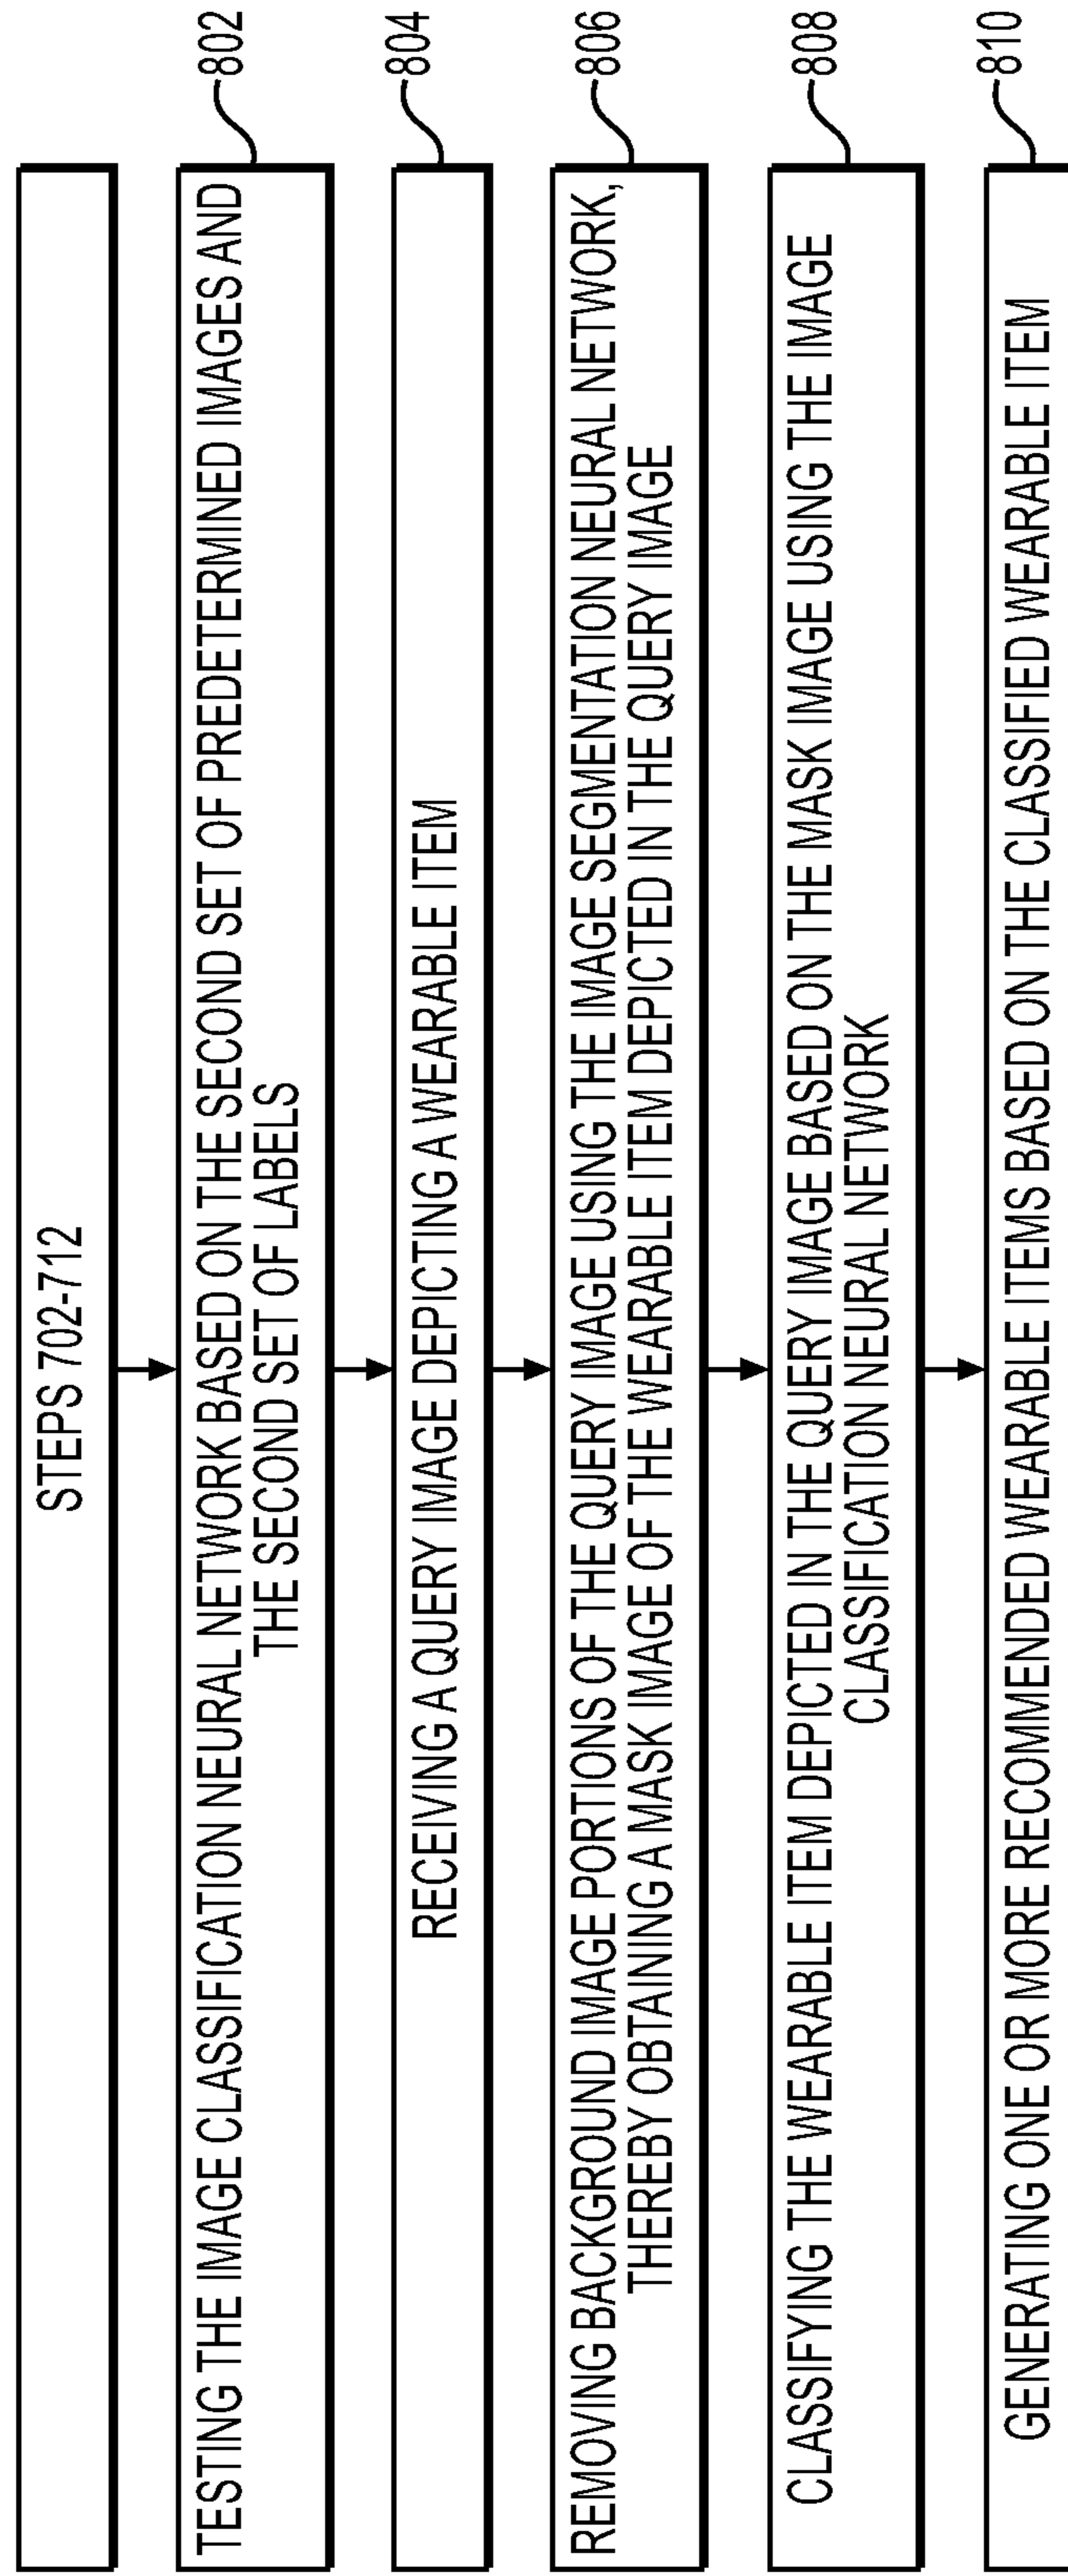 STEPS 702-712
TESTING THE IMAGE CLASSIFICATION NEURAL NETWORK BASED ON THE SECOND SET OF PREDETERMINED IMAGES AND
THE SECOND SET OF LABELS
802
RECEIVING A QUERY IMAGE DEPICTING A WEARABLE ITEM
804
REMOVING BACKGROUND IMAGE PORTIONS OF THE QUERY IMAGE USING THE IMAGE SEGMENTATION NEURAL NETWORK,
THEREBY OBTAINING A MASK IMAGE OF THE WEARABLE ITEM DEPICTED IN THE QUERY IMAGE
806
CLASSIFYING THE WEARABLE ITEM DEPICTED IN THE QUERY IMAGE BASED ON THE MASK IMAGE USING THE IMAGE
CLASSIFICATION NEURAL NETWORK
808
GENERATING ONE OR MORE RECOMMENDED WEARABLE ITEMS BASED ON THE CLASSIFIED WEARABLE ITEM
810